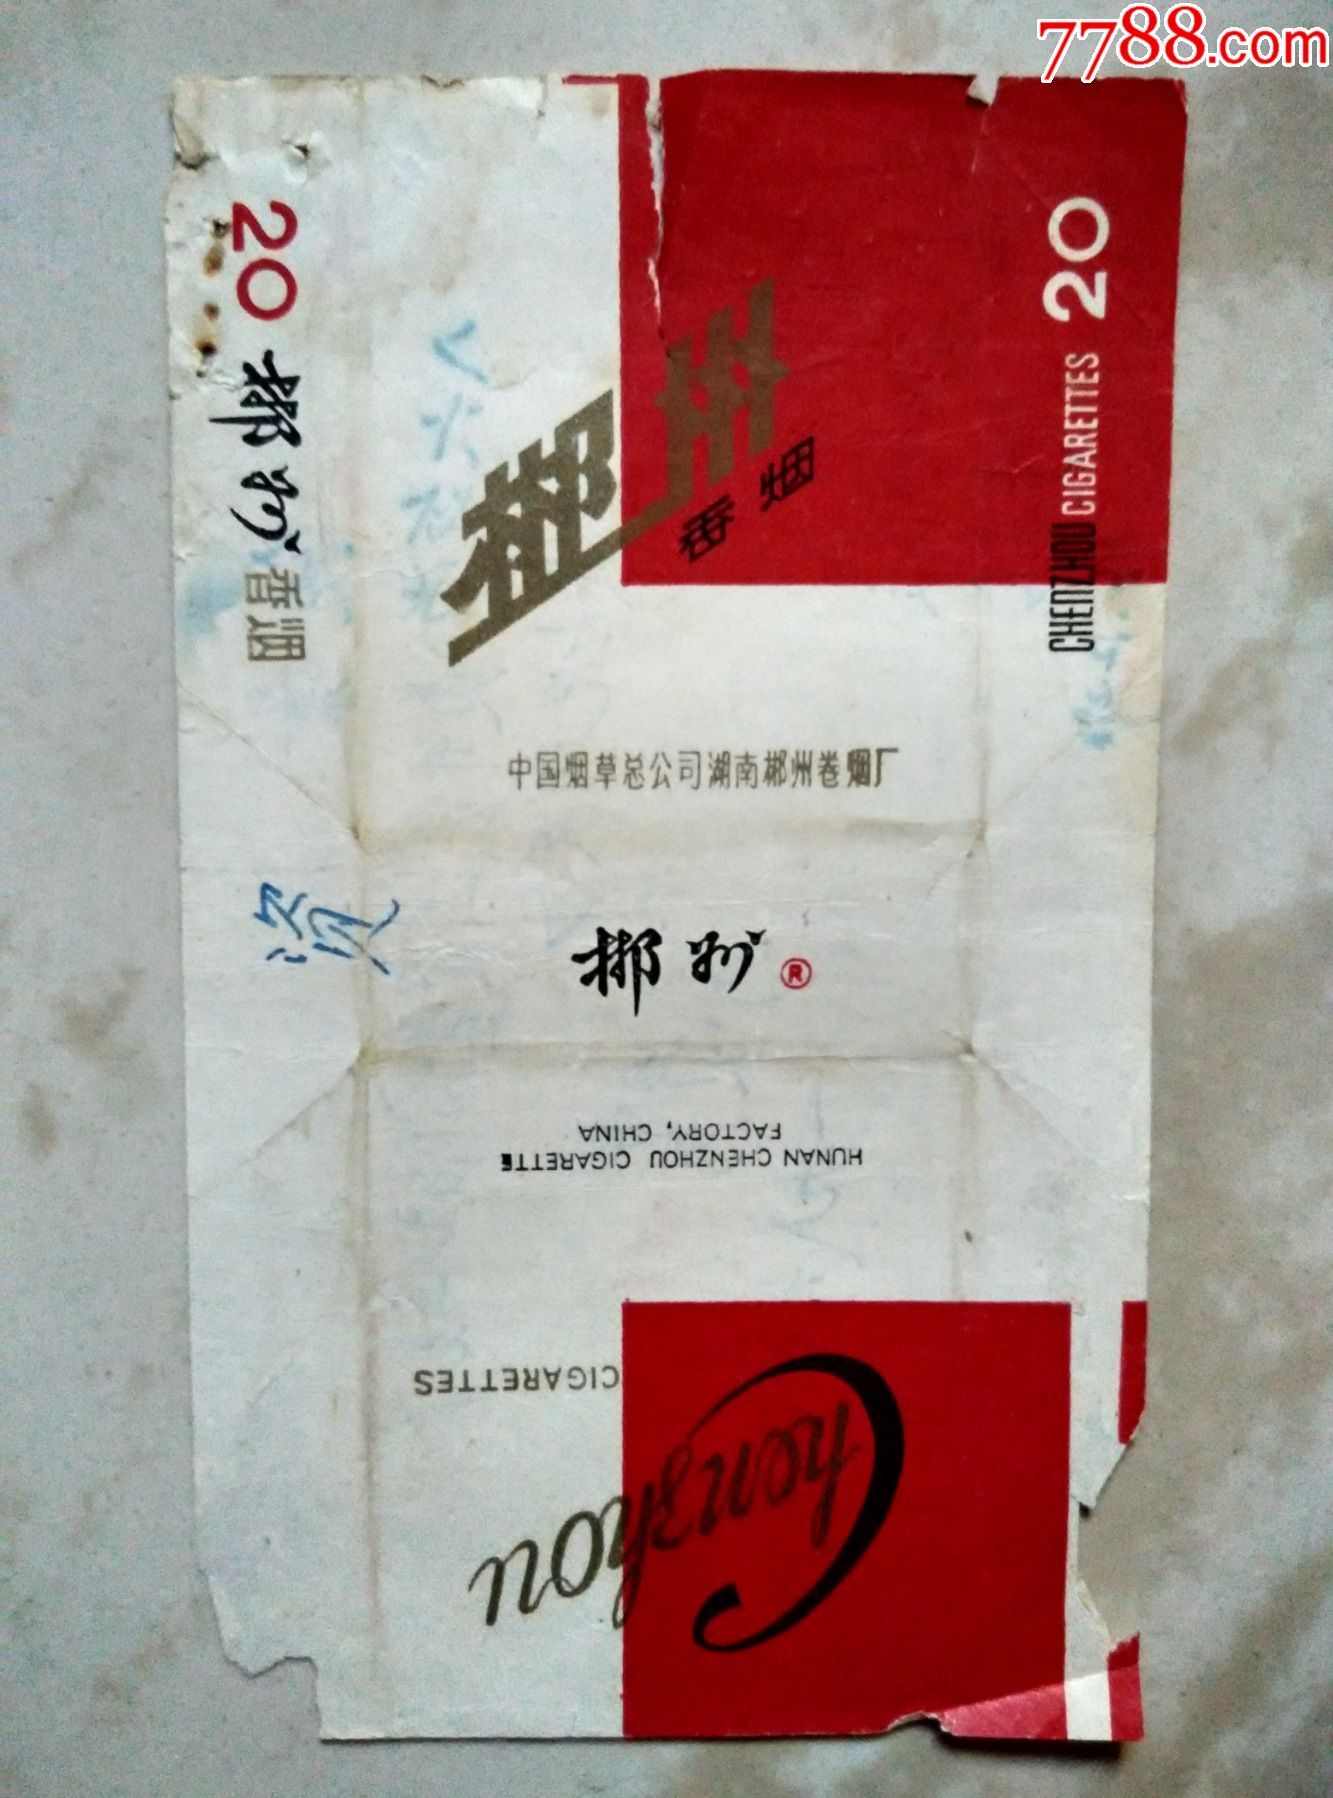 7788.com
20
郴州
香烟
郴州
香烟
CHENZHOU CIGARETTES 20
中国烟草总公司湖南郴州卷烟厂
郴州 ®
HUNAN CHENZHOU CIGARETTE
FACTORY, CHINA
CIGARETTES
Chenzhou